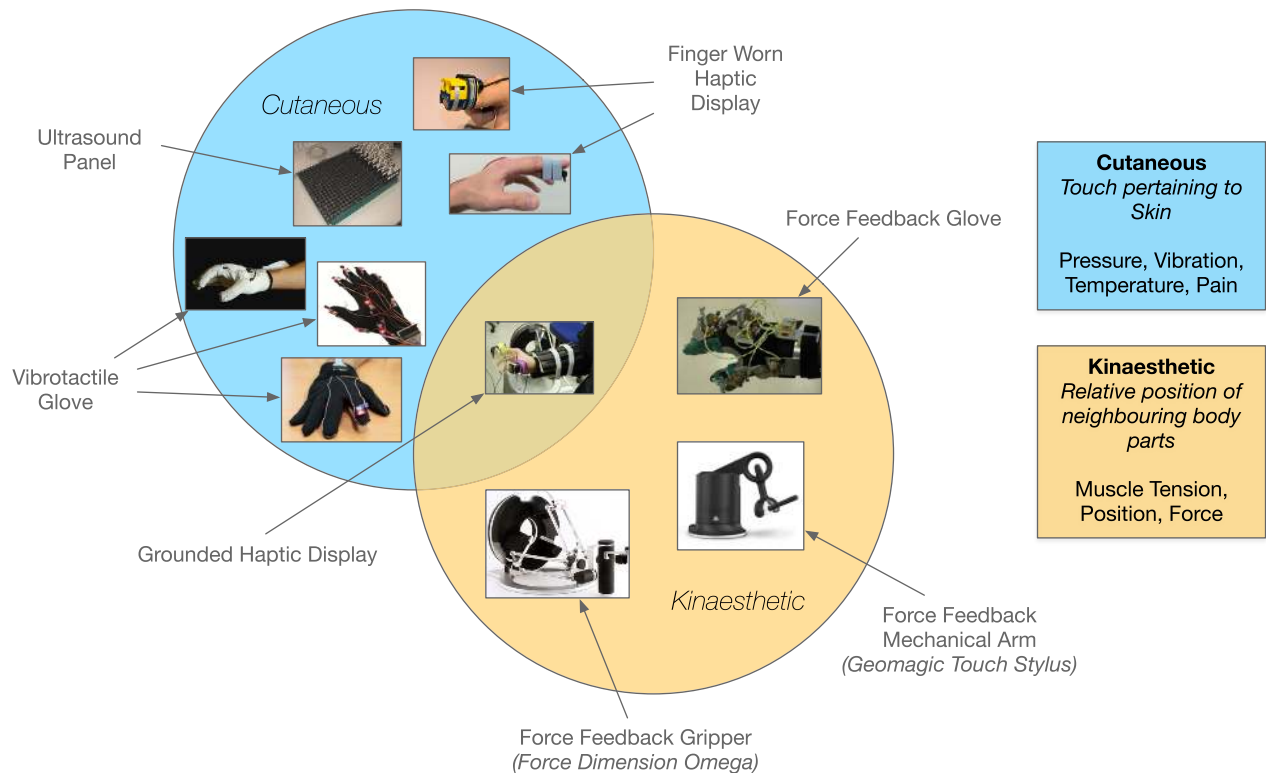 Finger Worn
Haptic
Display
Cutaneous
Ultrasound
Panel
Cutaneous
Touch pertaining to
Skin
Pressure, Vibration,
Temperature, Pain
Force Feedback Glove
Vibrotactile
Glove
Kinaesthetic
Relative position of
neighbouring body
parts
Muscle Tension,
Position, Force
Grounded Haptic Display
Kinaesthetic
Force Feedback
Mechanical Arm
(Geomagic Touch Stylus)
Force Feedback Gripper
(Force Dimension Omega)